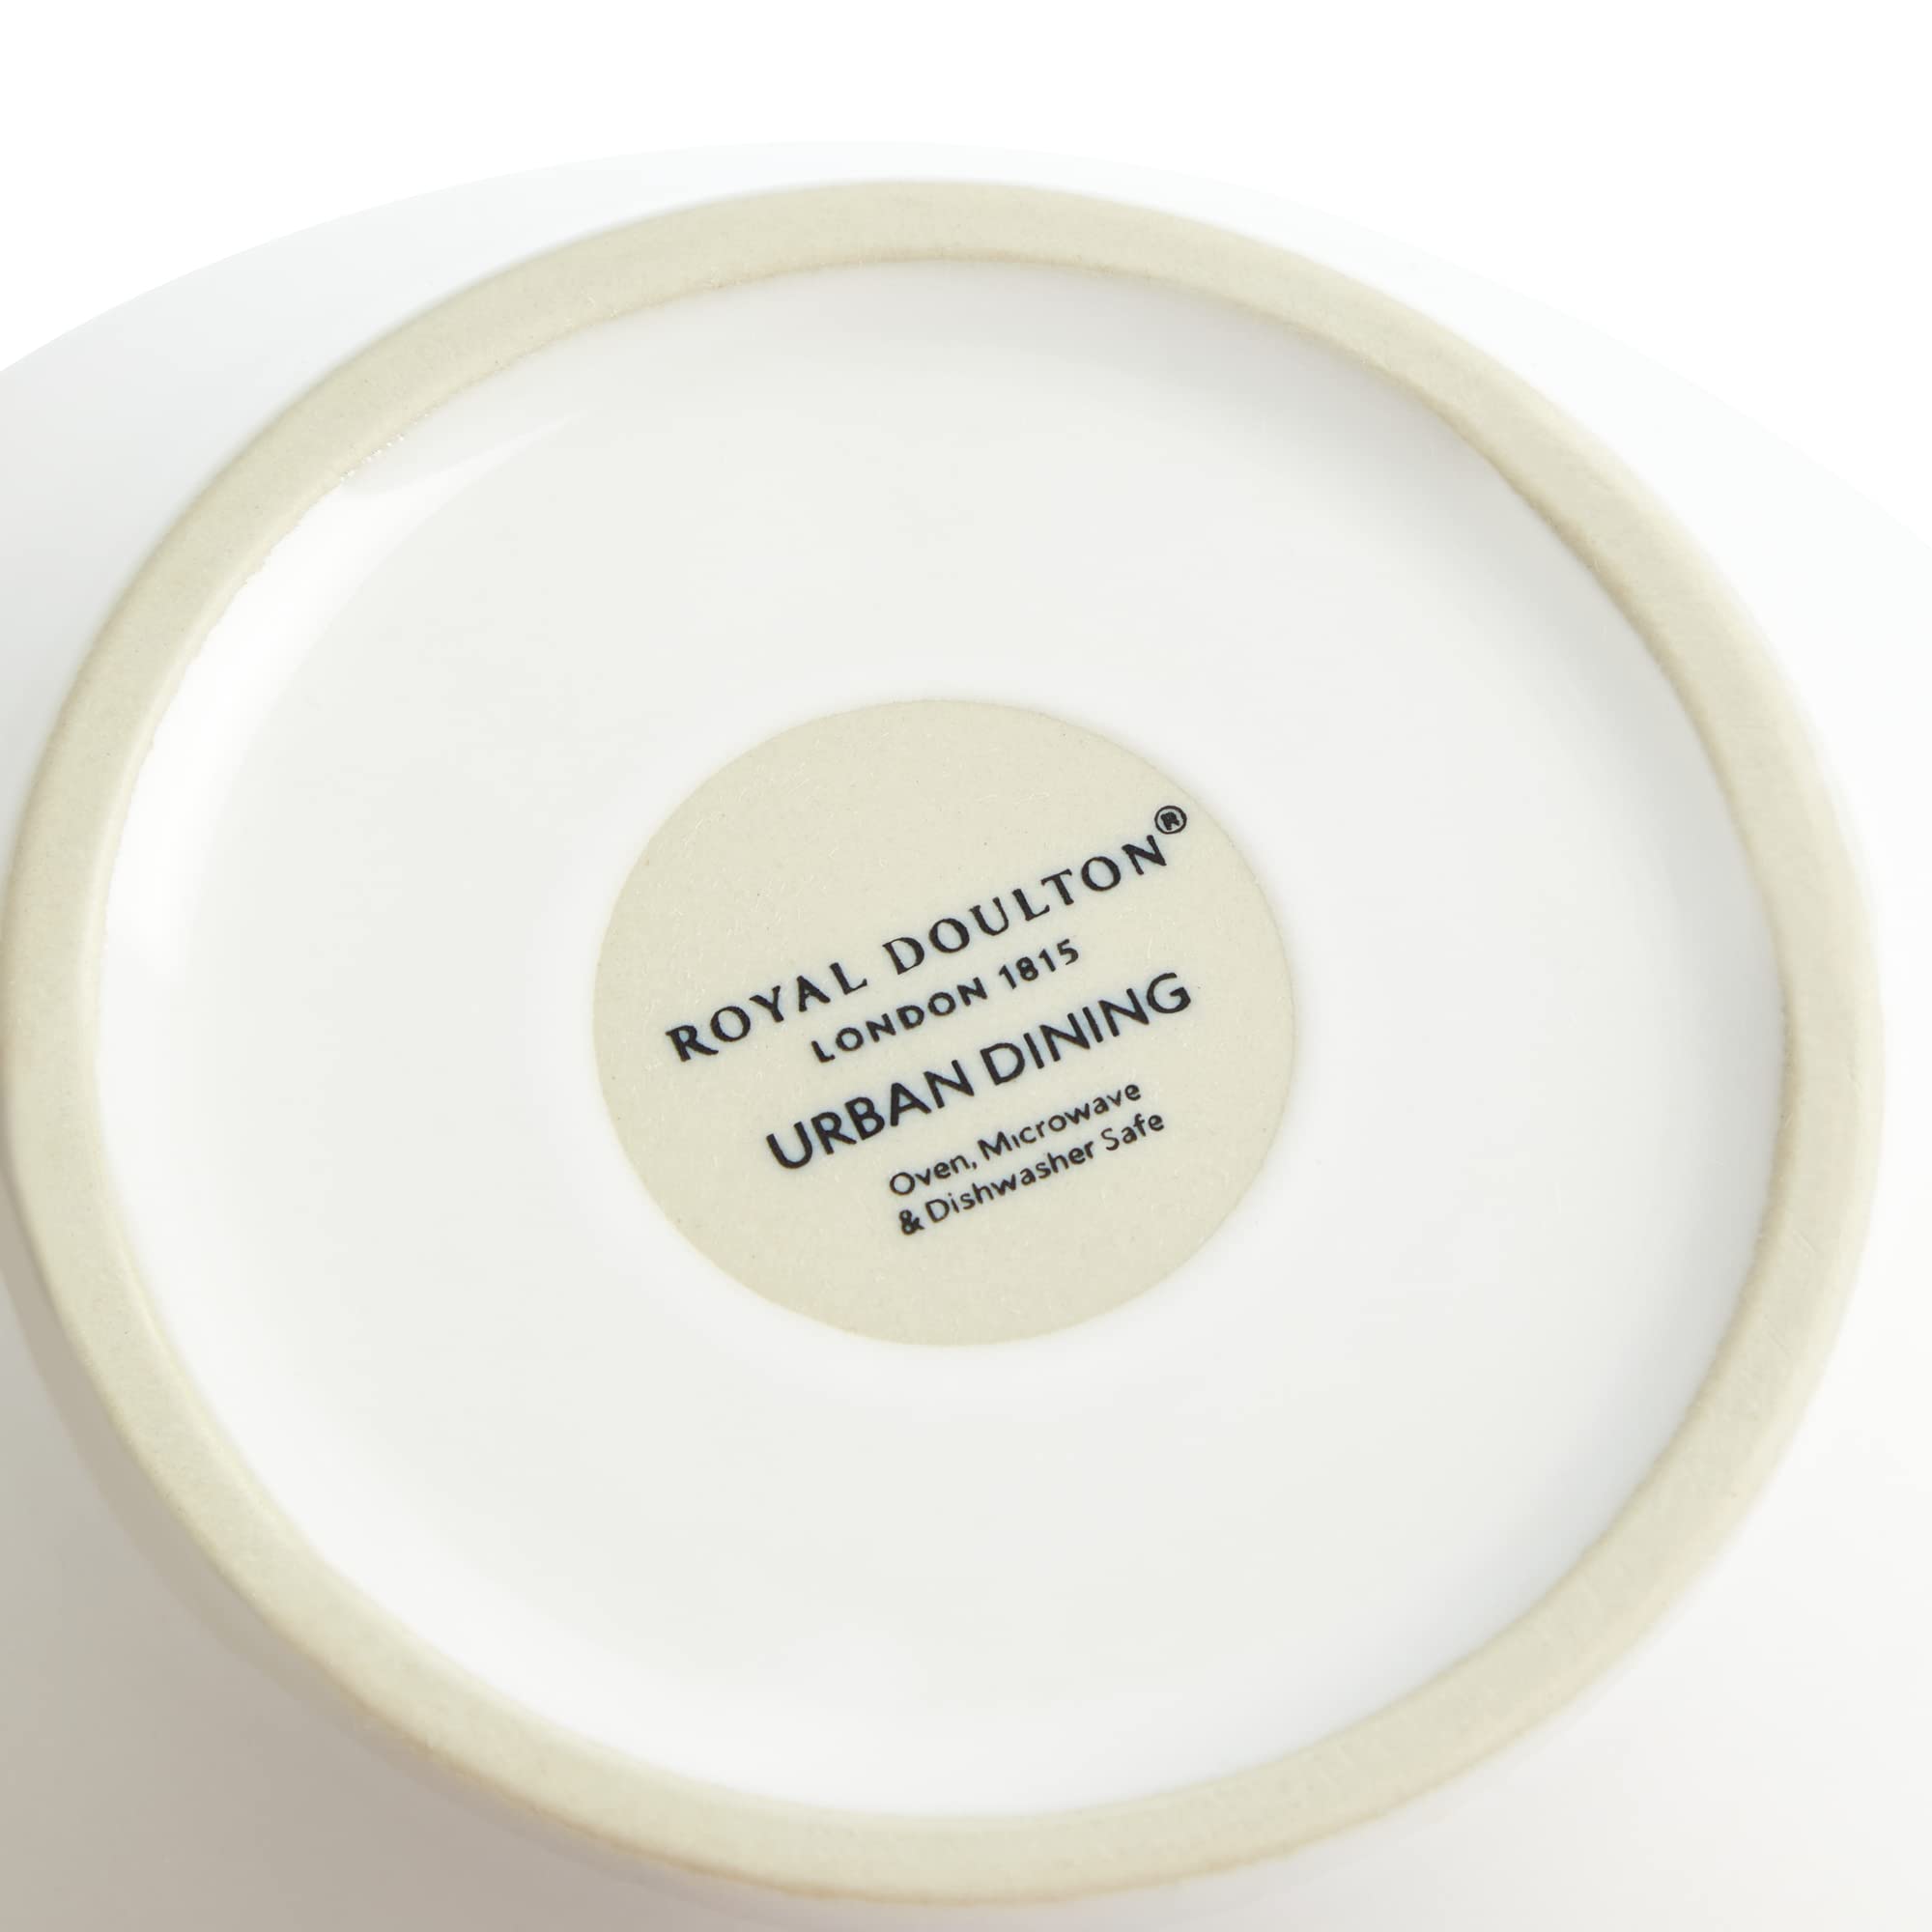 ROYAL DOULTON®
LONDON 1815
URBAN DINING
Oven, Microwave
& Dishwasher Safe